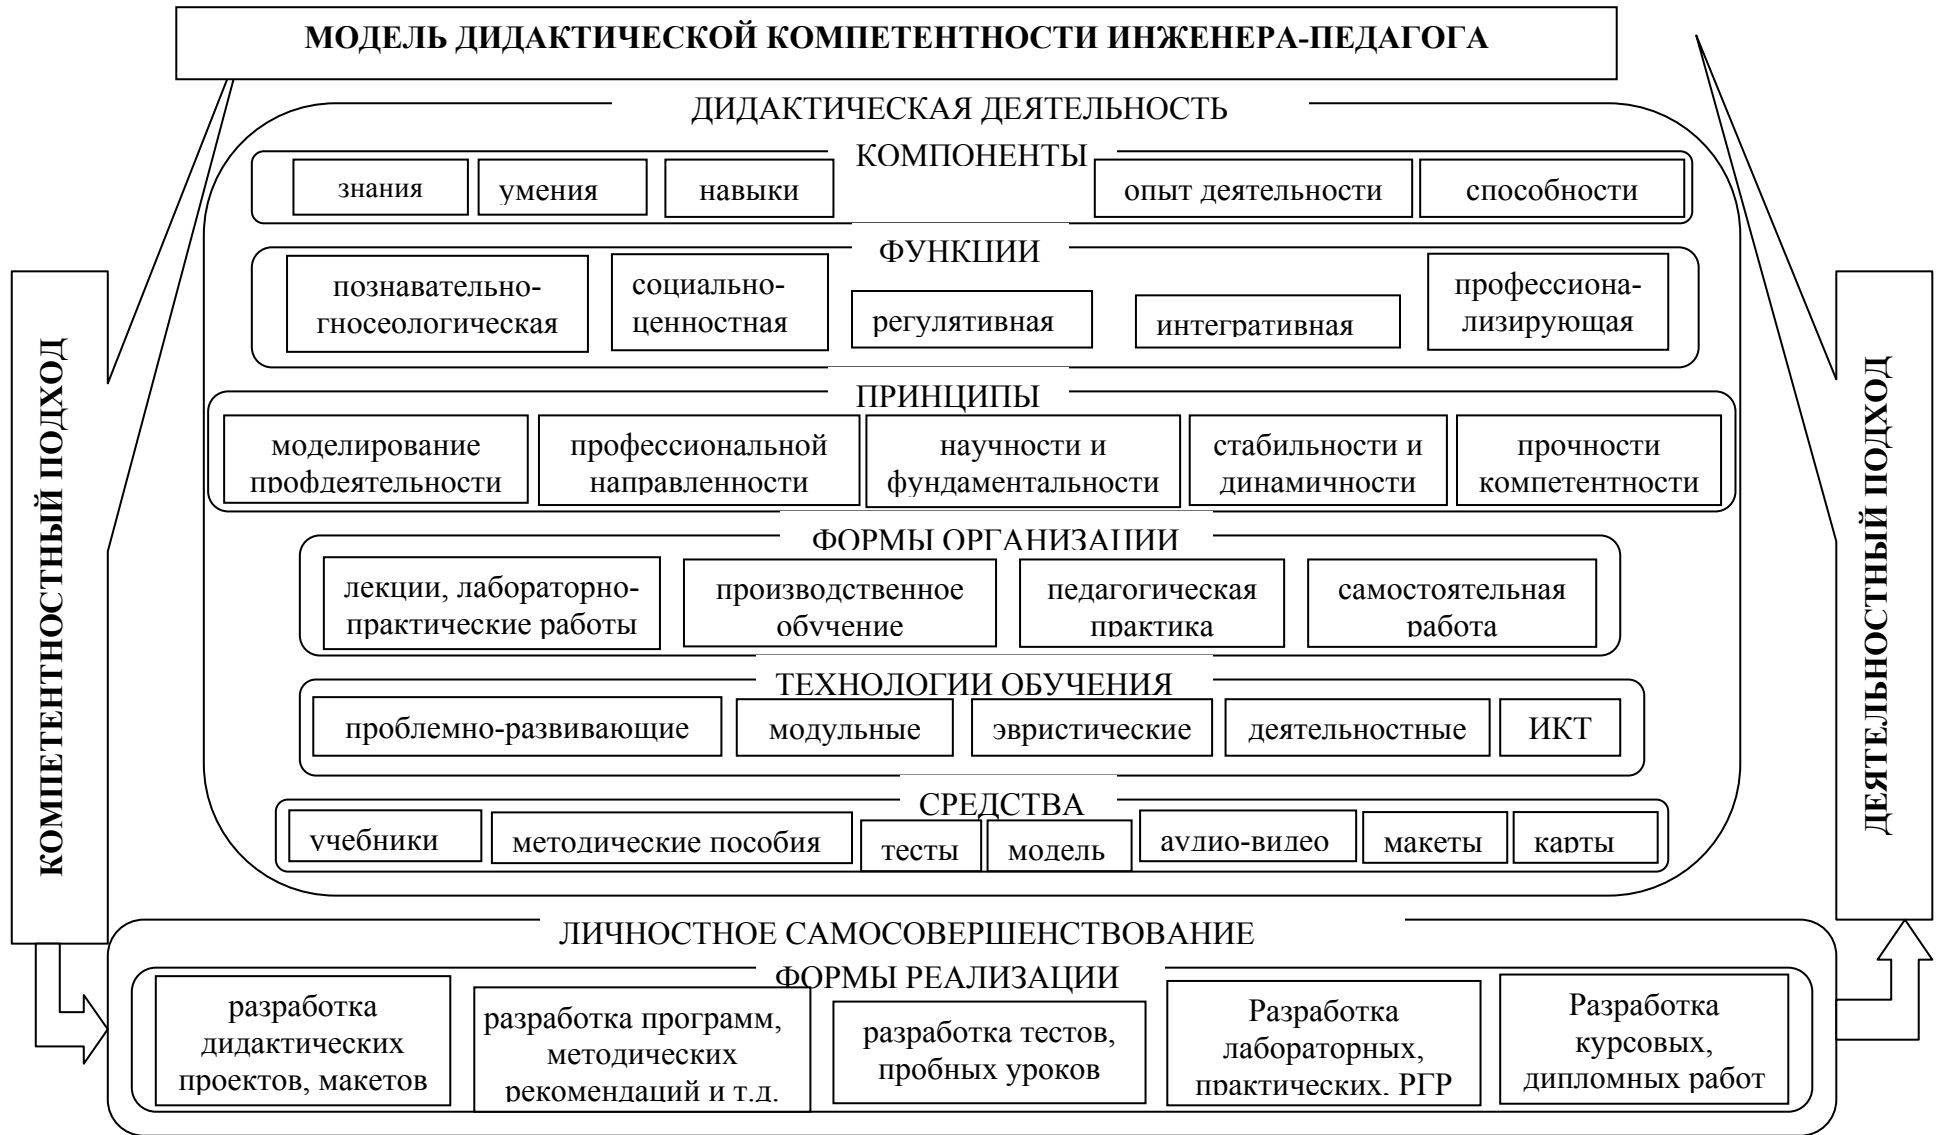 МОДЕЛЬ ДИДАКТИЧЕСКОЙ КОМПЕТЕНТНОСТИ ИНЖЕНЕРА-ПЕДАГОГА
КОМПЕТЕНТНОСТНЫЙ ПОДХОД
ДИДАКТИЧЕСКАЯ ДЕЯТЕЛЬНОСТЬ
КОМПОНЕНТЫ
знания
умения
навыки
опыт деятельности
способности
ФУНКЦИИ
познавательно-
гносеологическая
социально-
ценностная
регулятивная
интегративная
профессиона-
лизирующая
ПРИНЦИПЫ
моделирование
профдеятельности
профессиональной
направленности
научности и
фундаментальности
стабильности и
динамичности
прочности
компетентности
ФОРМЫ ОРГАНИЗАЦИИ
лекции, лабораторно-
практические работы
производственное
обучение
педагогическая
практика
самостоятельная
работа
ТЕХНОЛОГИИ ОБУЧЕНИЯ
проблемно-развивающие
модульные
эвристические
деятельностные
ИКТ
СРЕДСТВА
учебники
методические пособия
тесты
модель
аудио-видео
макеты
карты
ДЕЯТЕЛЬНОСТНЫЙ ПОДХОД
ЛИЧНОСТНОЕ САМОСОВЕРШЕНСТВОВАНИЕ
ФОРМЫ РЕАЛИЗАЦИИ
разработка
дидактических
проектов, макетов
разработка программ,
методических
рекомендаций и т.д.
разработка тестов,
пробных уроков
Разработка
лабораторных,
практических, РГР
Разработка
курсовых,
дипломных работ